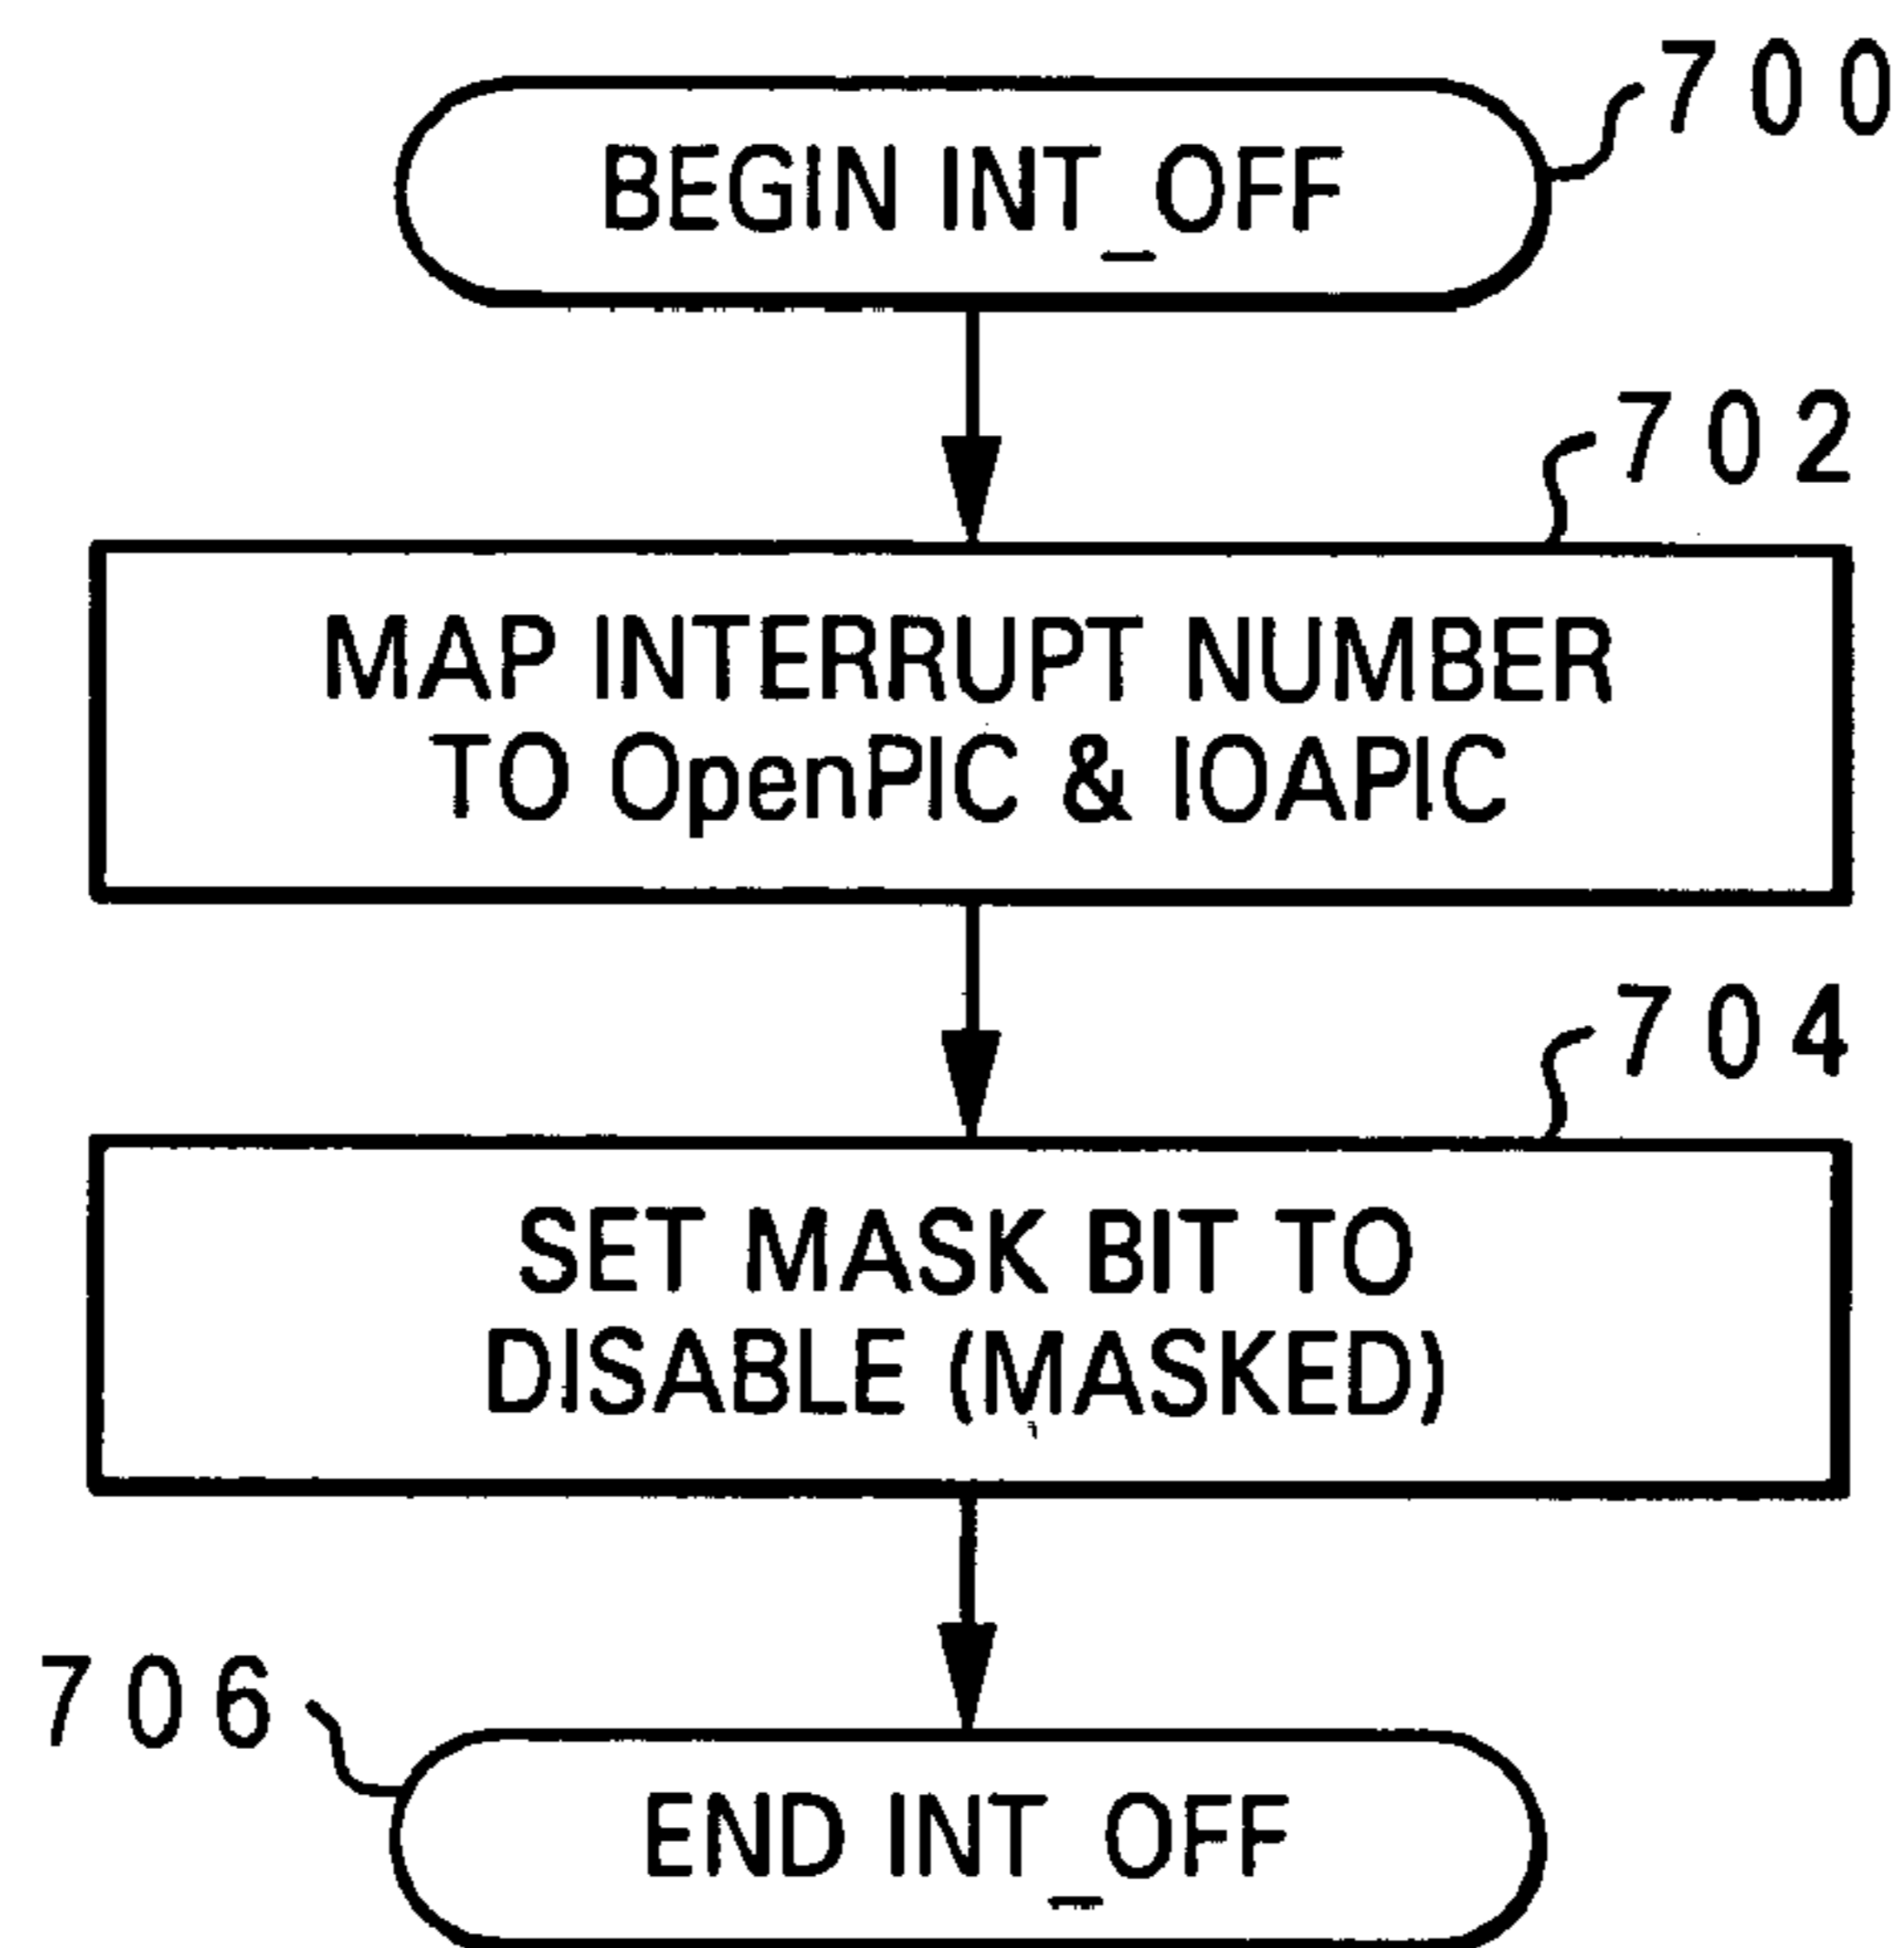 700
BEGIN INT_OFF
702
MAP INTERRUPT NUMBER
TO OpenPIC & IOAPIC
704
SET MASK BIT TO
DISABLE (MASKED)
706
END INT_OFF